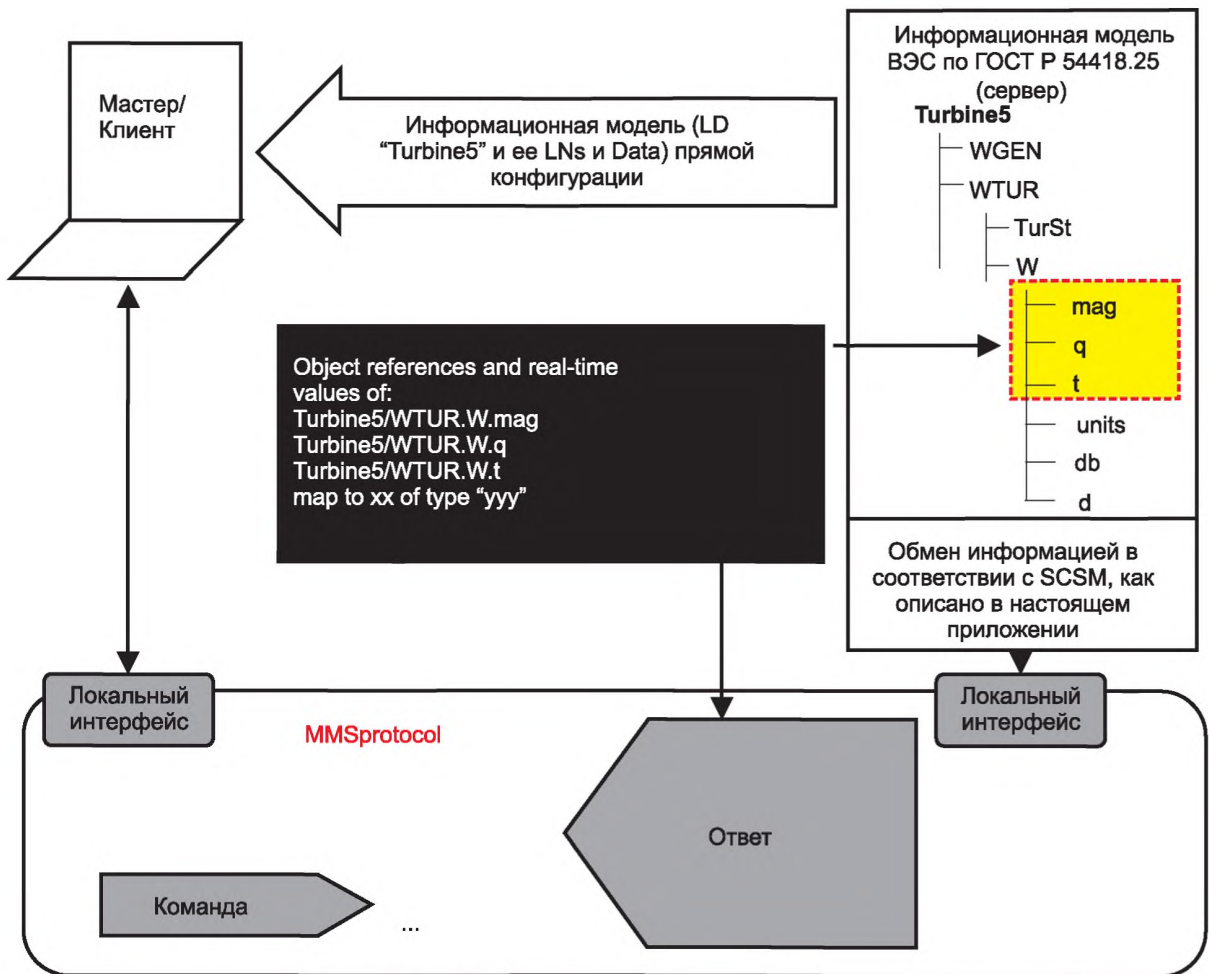 Мастер/
Клиент
Информационная модель (LD
“Turbine5” и ее LNs и Data) прямой
конфигурации
Информационная модель
ВЭС по ГОСТ Р 54418.25
(сервер)
Turbine5
WGEN
WTUR
TurSt
W
mag
q
t
units
db
d
Object references and real-time
values of:
Turbine5/WTUR.W.mag
Turbine5/WTUR.W.q
Turbine5/WTUR.W.t
map to xx of type “yyy”
Обмен информацией в
соответствии с SCSM, как
описано в настоящем
приложении
Локальный
интерфейс
Локальный
интерфейс
MMSprotocol
Ответ
Команда
...